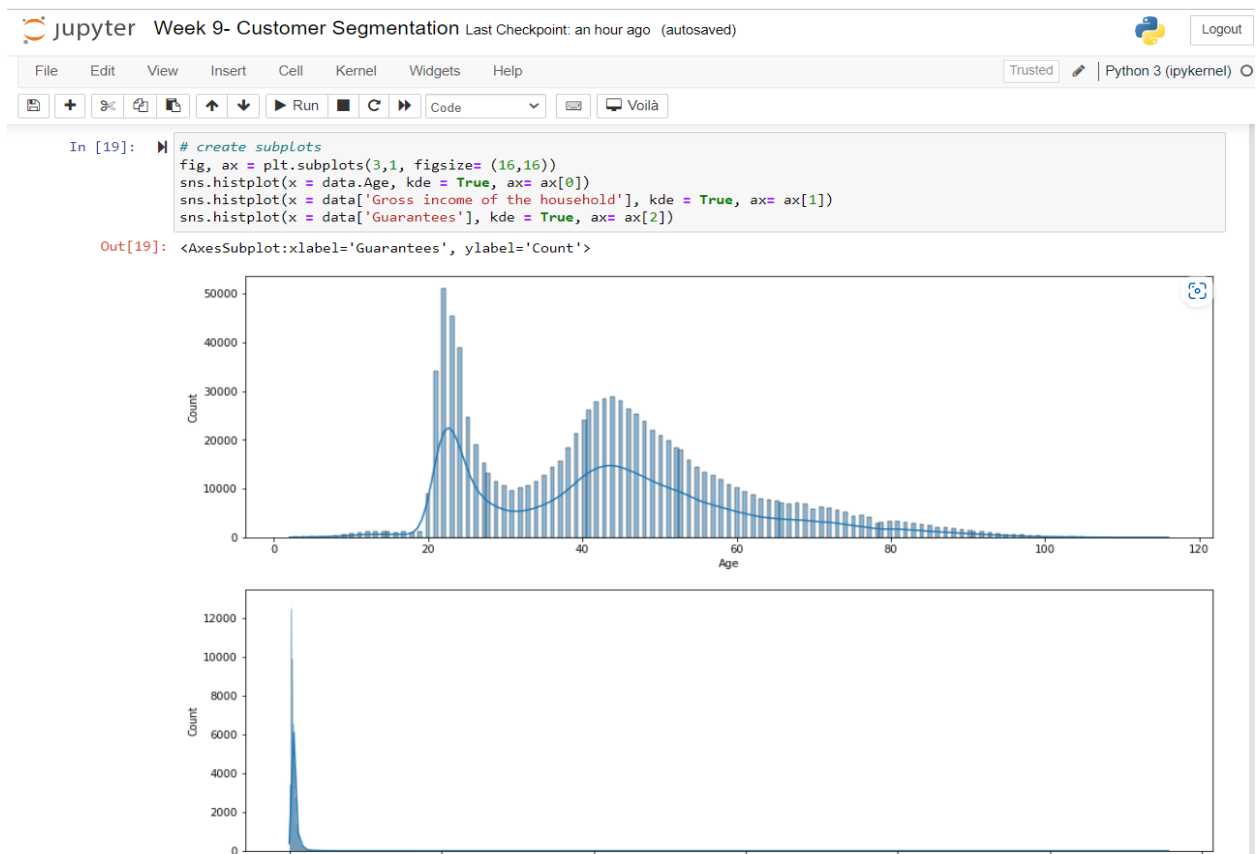 jupyter Week 9- Customer Segmentation Last Checkpoint: an hour ago (autosaved) Logout
File Edit View Insert Cell Kernel Widgets Help Trusted Python 3 (ipykernel)
Run Code Voilà
In [19]: # create subplots
fig, ax = plt.subplots(3,1, figsize= (16,16))
sns.histplot(x = data.Age, kde = True, ax= ax[0])
sns.histplot(x = data['Gross income of the household'], kde = True, ax= ax[1])
sns.histplot(x = data['Guarantees'], kde = True, ax= ax[2])
Out[19]: <AxesSubplot:xlabel='Guarantees', ylabel='Count'>
50000
40000
30000
20000
10000
0
Count
0 20 40 60 80 100 120
Age
12000
10000
8000
6000
4000
2000
0
Count